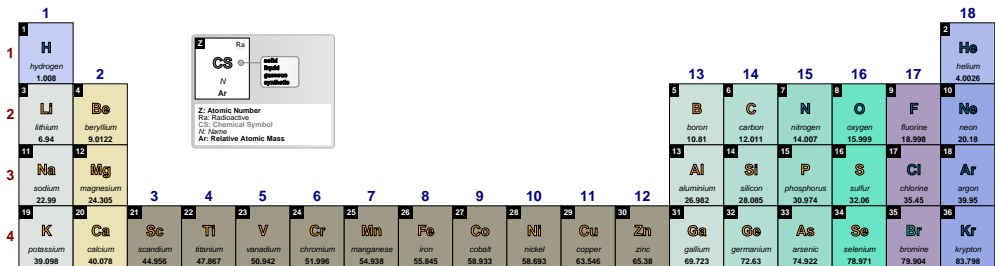 1 18
1
H
hydrogen
1.008
Z Ra
CS
N
Ar
solid
liquid
gaseous
synthetic
Z: Atomic Number
Ra: Radioactive
CS: Chemical Symbol
N: Name
Ar: Relative Atomic Mass
1
2
He
helium
4.0026
2 13 14 15 16 17
2
3 4 5 6 7 8 9 10
Li Be B C N O F Ne
lithium beryllium boron carbon nitrogen oxygen fluorine neon
6.94 9.0122 10.81 12.011 14.007 15.999 18.998 20.18
3
11 12 13 14 15 16 17 18
Na Mg Al Si P S Cl Ar
sodium magnesium aluminium silicon phosphorus sulfur chlorine argon
22.99 24.305 26.982 28.085 30.974 32.06 35.45 39.95
3 4 5 6 7 8 9 10 11 12
4
19 20 21 22 23 24 25 26 27 28 29 30 31 32 33 34 35 36
K Ca Sc Ti V Cr Mn Fe Co Ni Cu Zn Ga Ge As Se Br Kr
potassium calcium scandium titanium vanadium chromium manganese iron cobalt nickel copper zinc gallium germanium arsenic selenium bromine krypton
39.098 40.078 44.956 47.867 50.942 51.996 54.938 55.845 58.933 58.693 63.546 65.38 69.723 72.63 74.922 78.971 79.904 83.798